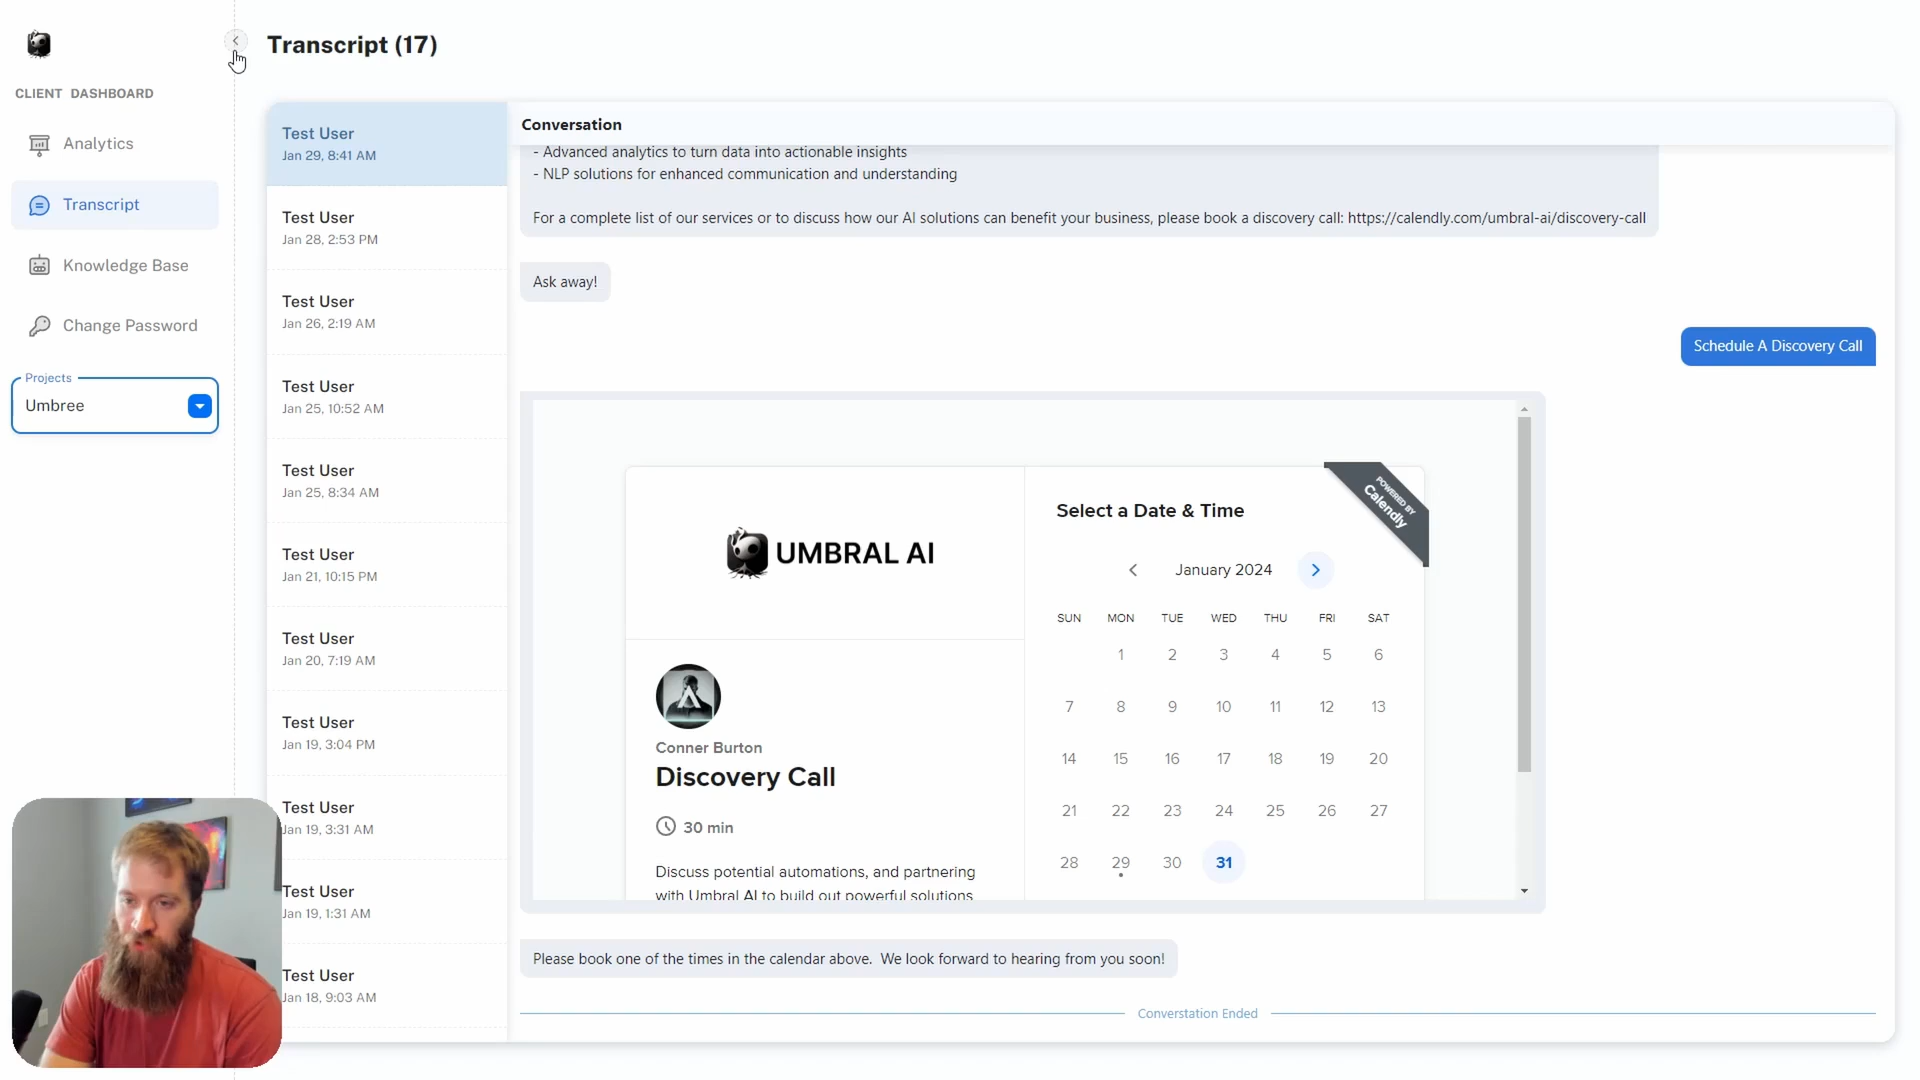 Transcript (17)
CLIENT DASHBOARD
Analytics
Transcript
Knowledge Base
Change Password
Projects
Umbree
Test User
Jan 29, 8:41 AM
Test User
Jan 28, 2:53 PM
Test User
Jan 26, 2:19 AM
Test User
Jan 25, 10:52 AM
Test User
Jan 25, 8:34 AM
Test User
Jan 21, 10:15 PM
Test User
Jan 20, 7:19 AM
Test User
Jan 19, 3:04 PM
Test User
Jan 19, 3:31 AM
Test User
Jan 19, 1:31 AM
Test User
Jan 18, 9:03 AM
Conversation
- Advanced analytics to turn data into actionable insights
- NLP solutions for enhanced communication and understanding
For a complete list of our services or to discuss how our AI solutions can benefit your business, please book a discovery call: https://calendly.com/umbral-ai/discovery-call
Ask away!
Schedule A Discovery Call
UMBRAL AI
Conner Burton
Discovery Call
30 min
Discuss potential automations, and partnering
with Umbral AI to build out powerful solutions
POWERED BY
Calendly
Select a Date & Time
January 2024
SUN MON TUE WED THU FRI SAT
1 2 3 4 5 6
7 8 9 10 11 12 13
14 15 16 17 18 19 20
21 22 23 24 25 26 27
28 29 30 31
Please book one of the times in the calendar above.  We look forward to hearing from you soon!
Converstation Ended